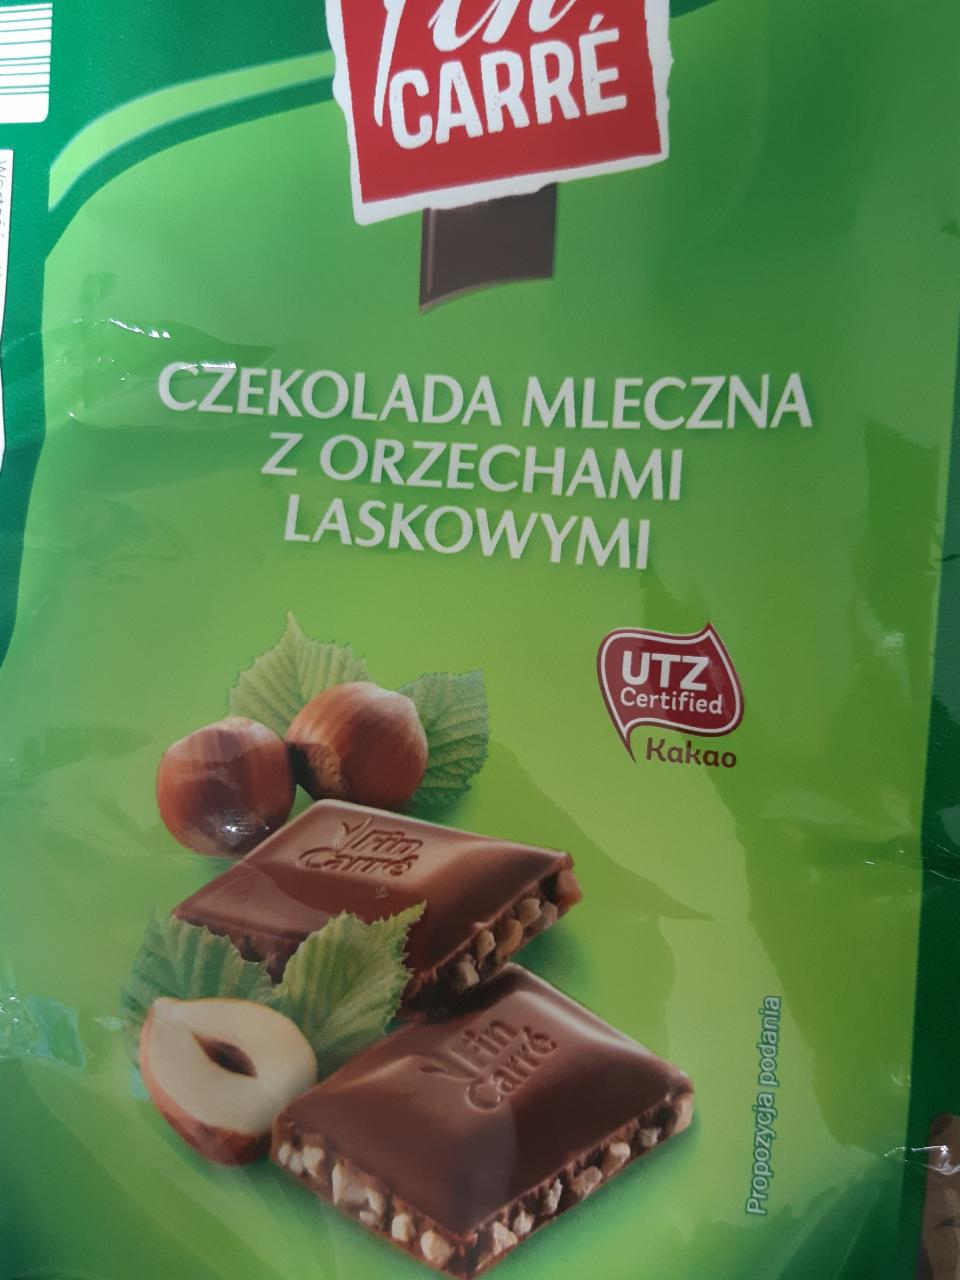 fin
CARRÉ
CZEKOLADA MLECZNA
Z ORZECHAMI
LASKOWYMI
UTZ
Certified
Kakao
Fin
Carré
Fin
Carré
Propozycja podania